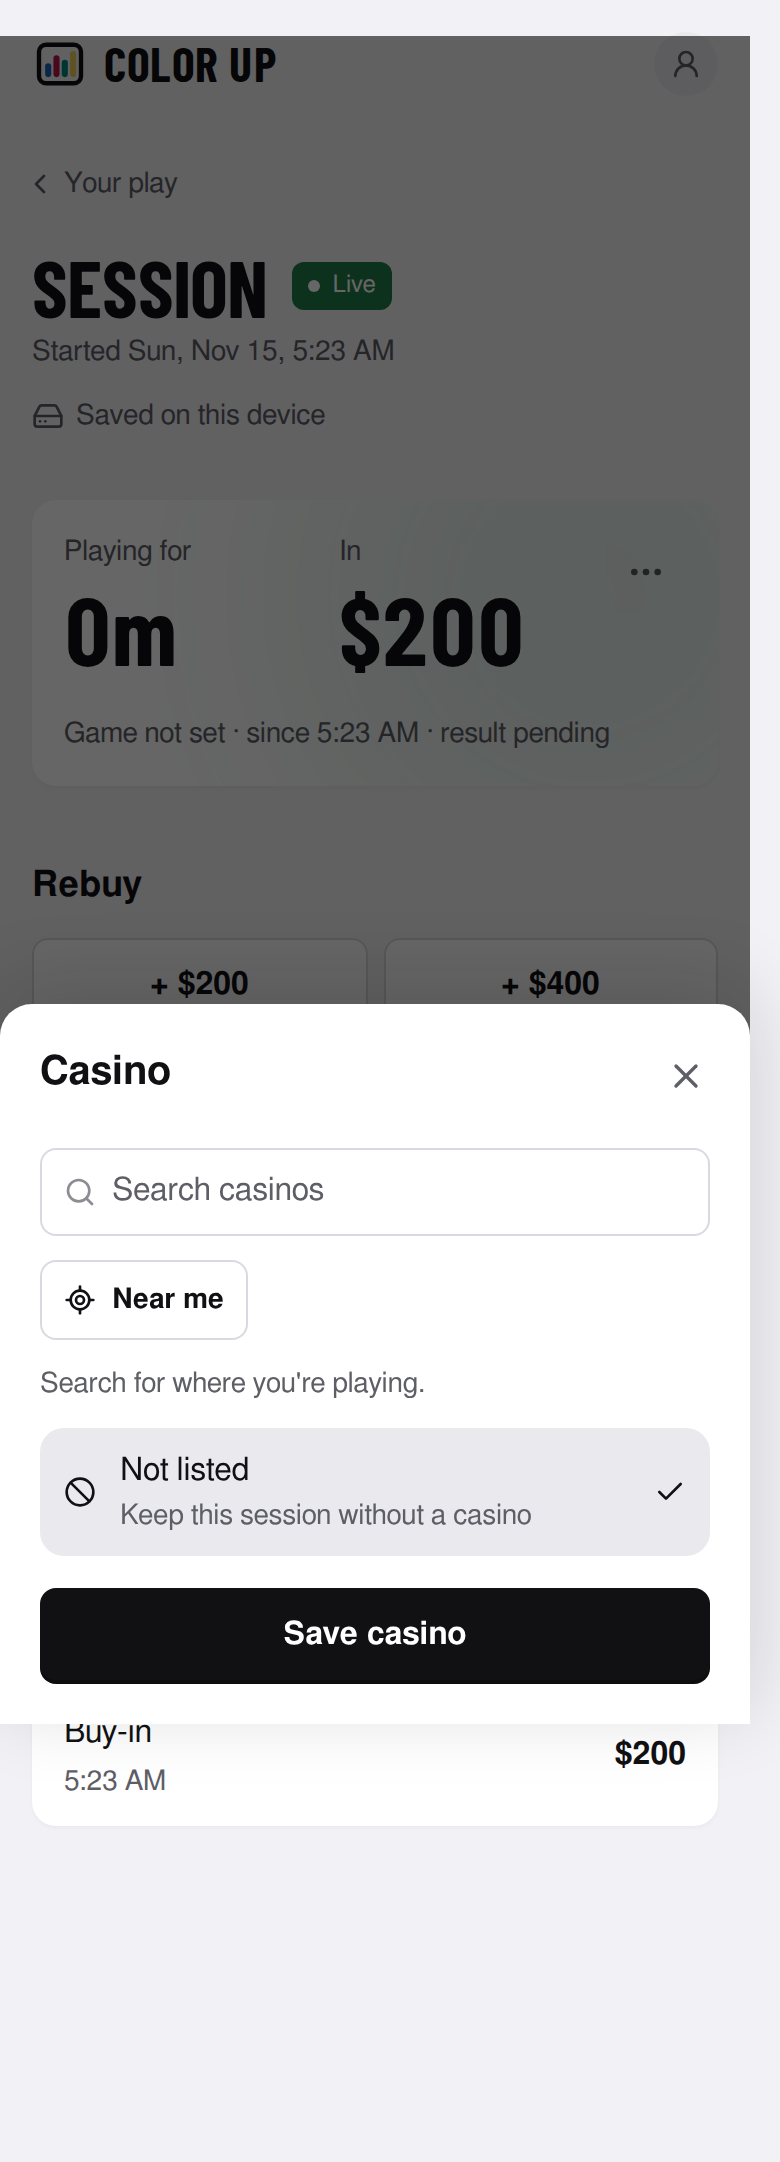 COLOR UP
Your play
SESSION
Live
Started Sun, Nov 15, 5:23 AM
Saved on this device
Playing for
In
0m
$200
Game not set · since 5:23 AM · result pending
Rebuy
+ $200
+ $400
Casino
Search casinos
Near me
Search for where you're playing.
Not listed
Keep this session without a casino
Save casino
Buy-in
$200
5:23 AM